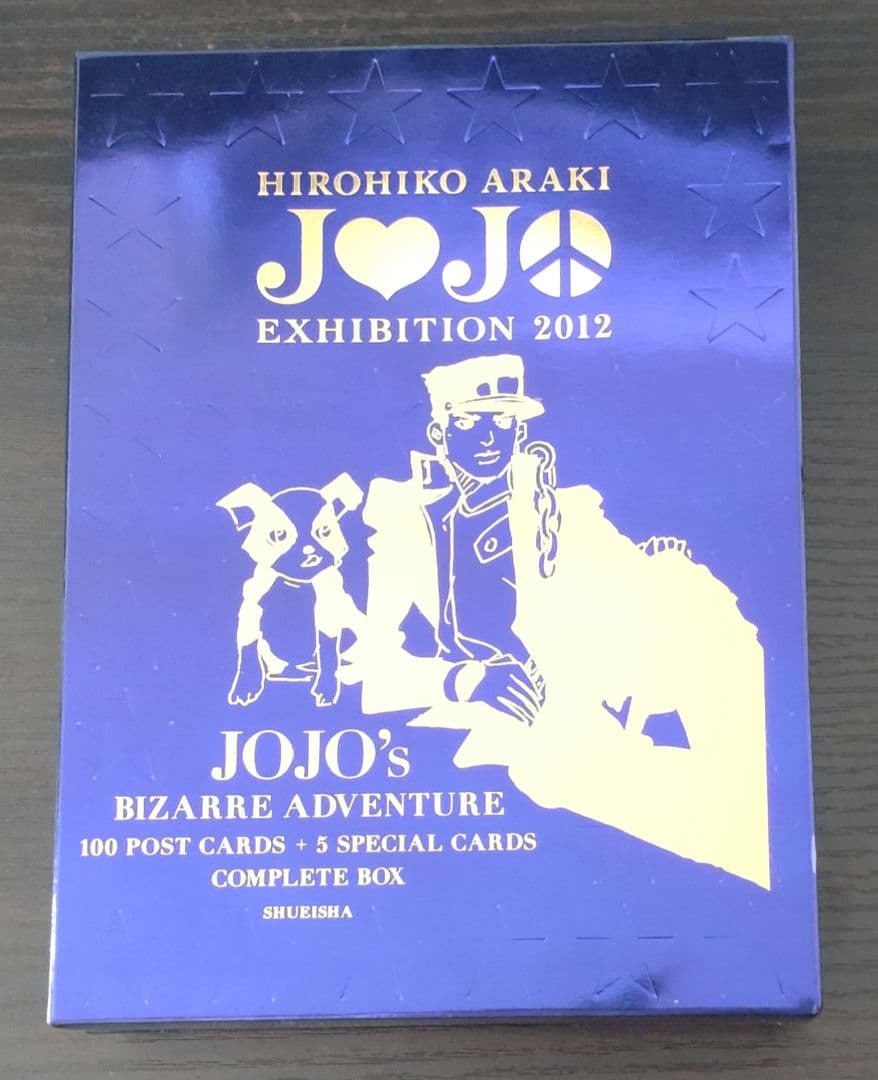 HIROHIKO ARAKI
JOJO
EXHIBITION 2012
JOJO's
BIZARRE ADVENTURE
100 POST CARDS + 5 SPECIAL CARDS
COMPLETE BOX
SHUEISHA